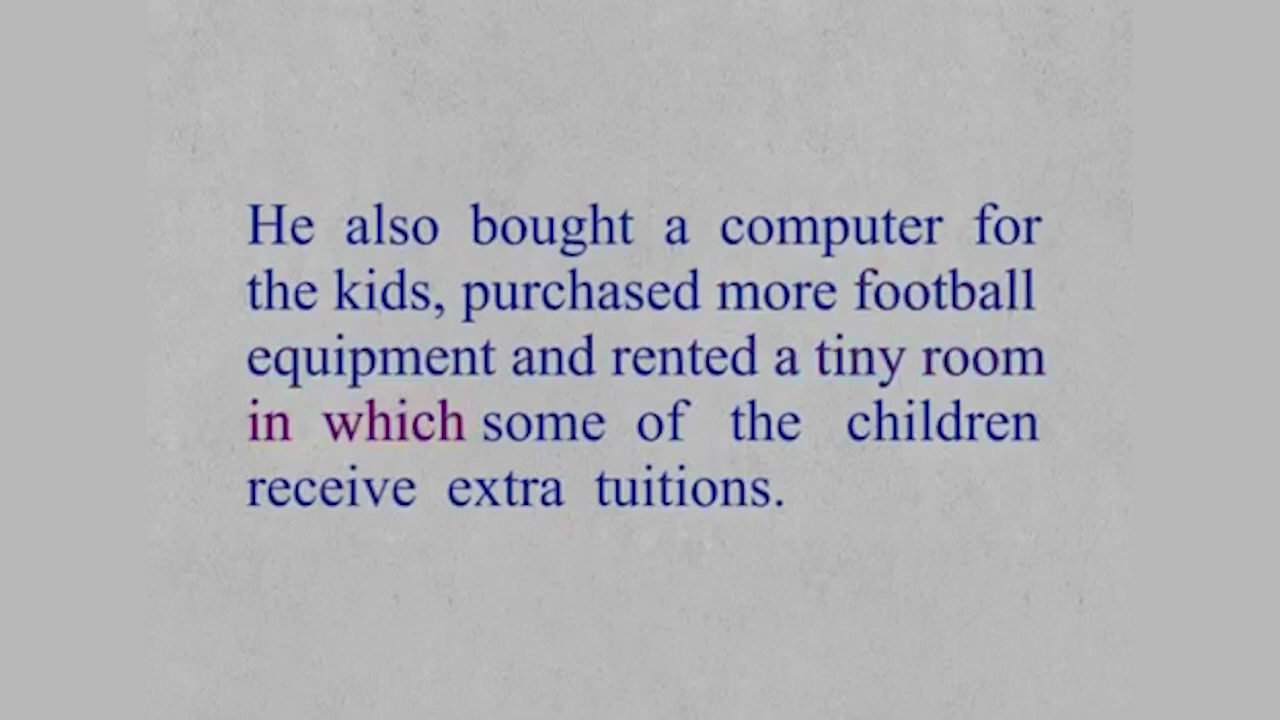 He also bought a computer for
the kids, purchased more football
equipment and rented a tiny room
in which some of the children
receive extra tuitions.